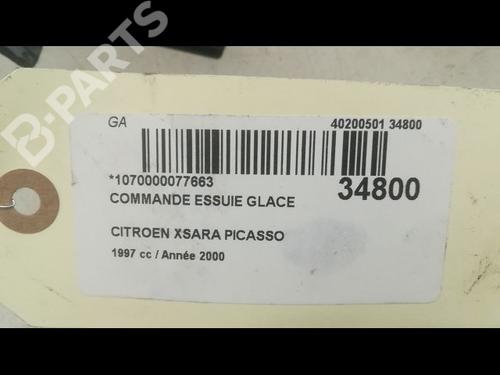 B-PARTS
GA
40200501 34800
*1070000077663
34800
COMMANDE ESSUIE GLACE
CITROEN XSARA PICASSO
1997 cc / Année 2000